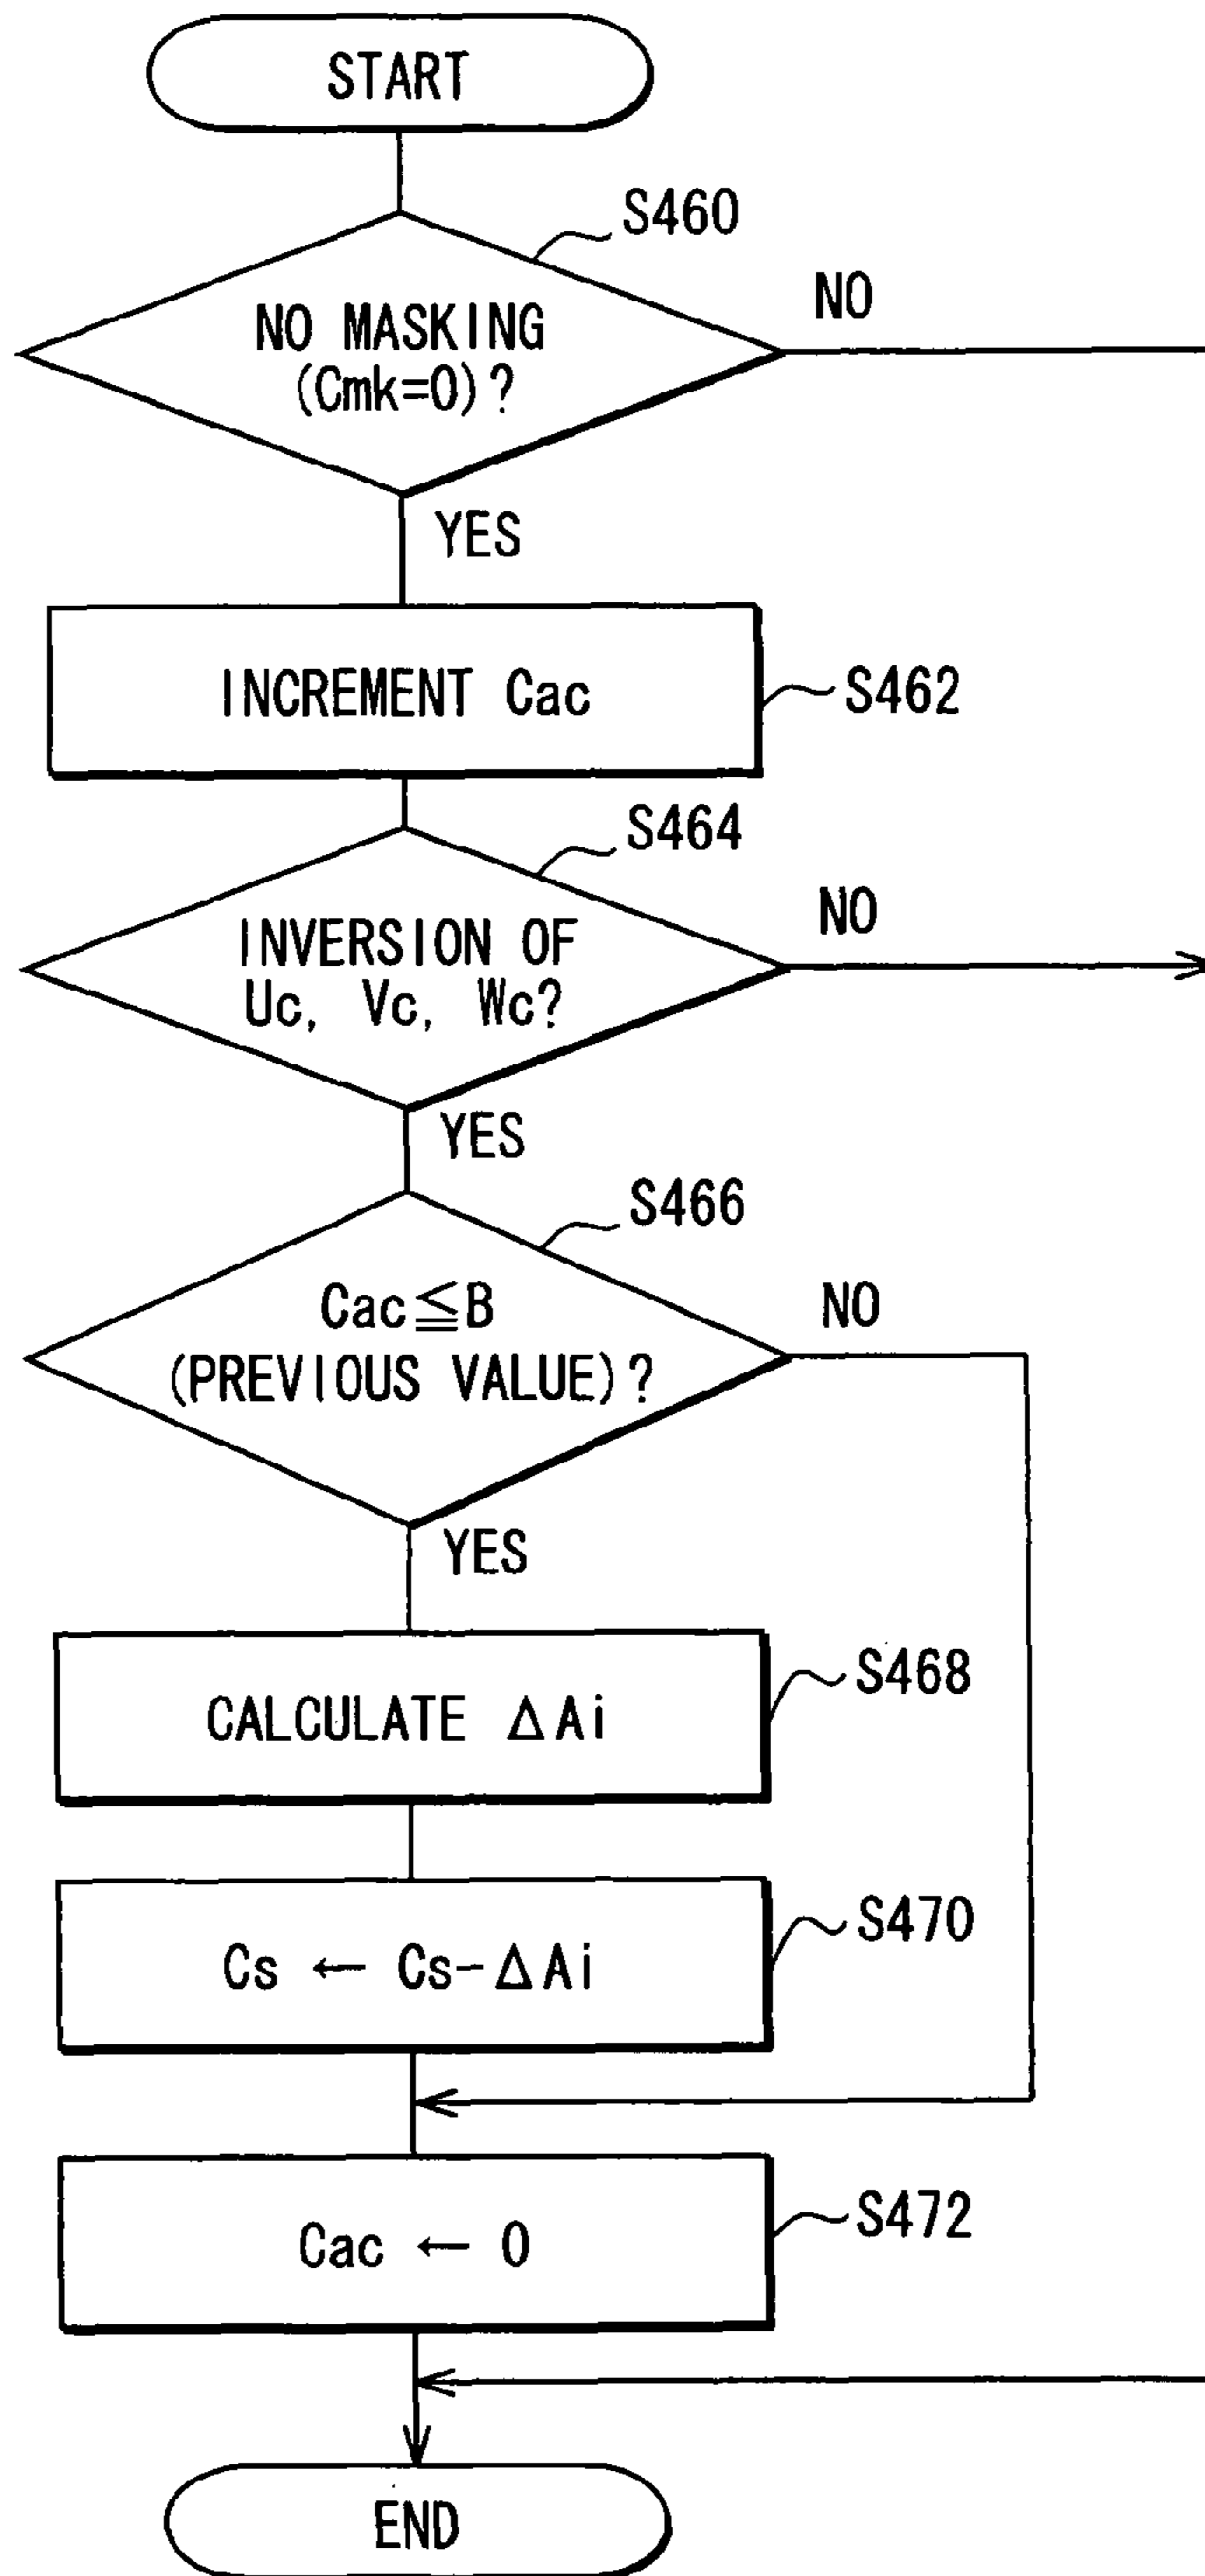 START
S460
NO MASKING
(Cmk=0)?
NO
YES
INCREMENT Cac
S462
S464
INVERSION OF
Uc, Vc, Wc?
NO
YES
S466
Cac≦B
(PREVIOUS VALUE)?
NO
YES
CALCULATE ΔAi
S468
Cs ← Cs-ΔAi
S470
Cac ← 0
S472
END